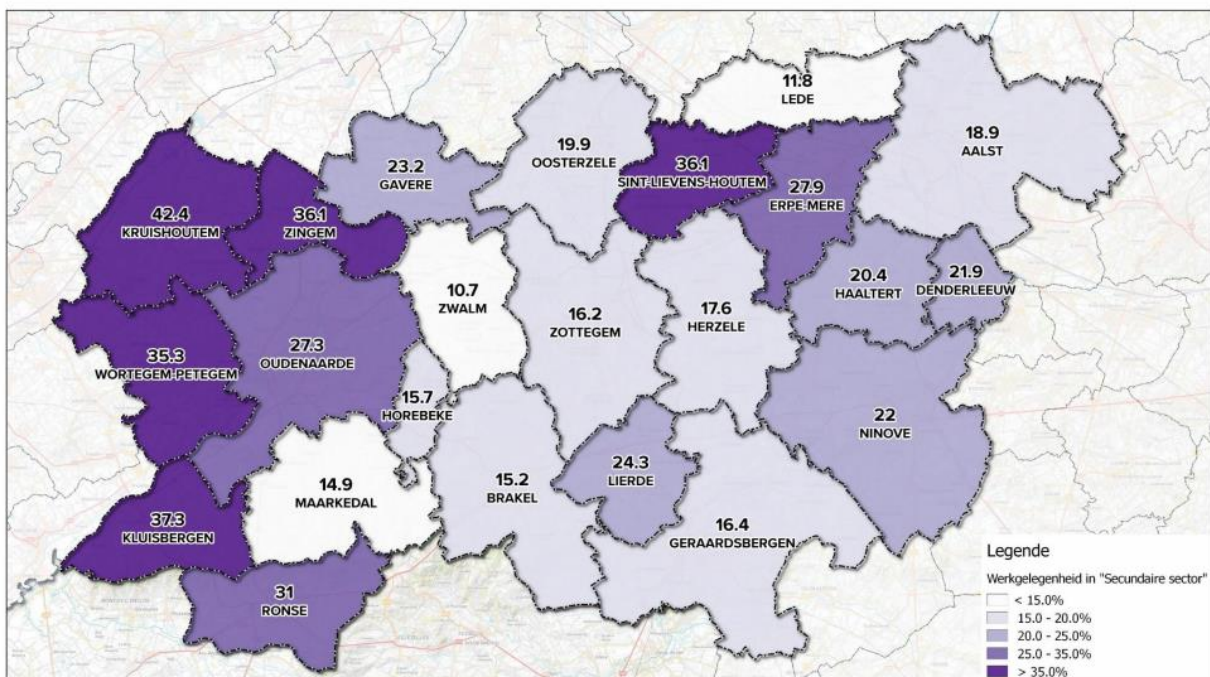 11.8
LEDE
18.9
AALST
19.9
OOSTERZELE
36.1
SINT-LIEVENS-HOUTEM
23.2
GAVERE
27.9
ERPE-MERE
42.4
KRUISHOUTEM
36.1
ZINGEM
20.4
HAALTERT
21.9
DENDERLEEUW
10.7
ZWALM
16.2
ZOTTEGEM
17.6
HERZELE
35.3
WORTEGEM-PETEGEM
27.3
OUDENAARDE
15.7
HOREBEKE
22
NINOVE
14.9
MAARKEDAL
15.2
BRAKEL
24.3
LIERDE
37.3
KLUISBERGEN
16.4
GERAARDSBERGEN
31
RONSE
Legende
Werkgelegenheid in "Secundaire sector"
< 15.0%
15.0 - 20.0%
20.0 - 25.0%
25.0 - 35.0%
> 35.0%